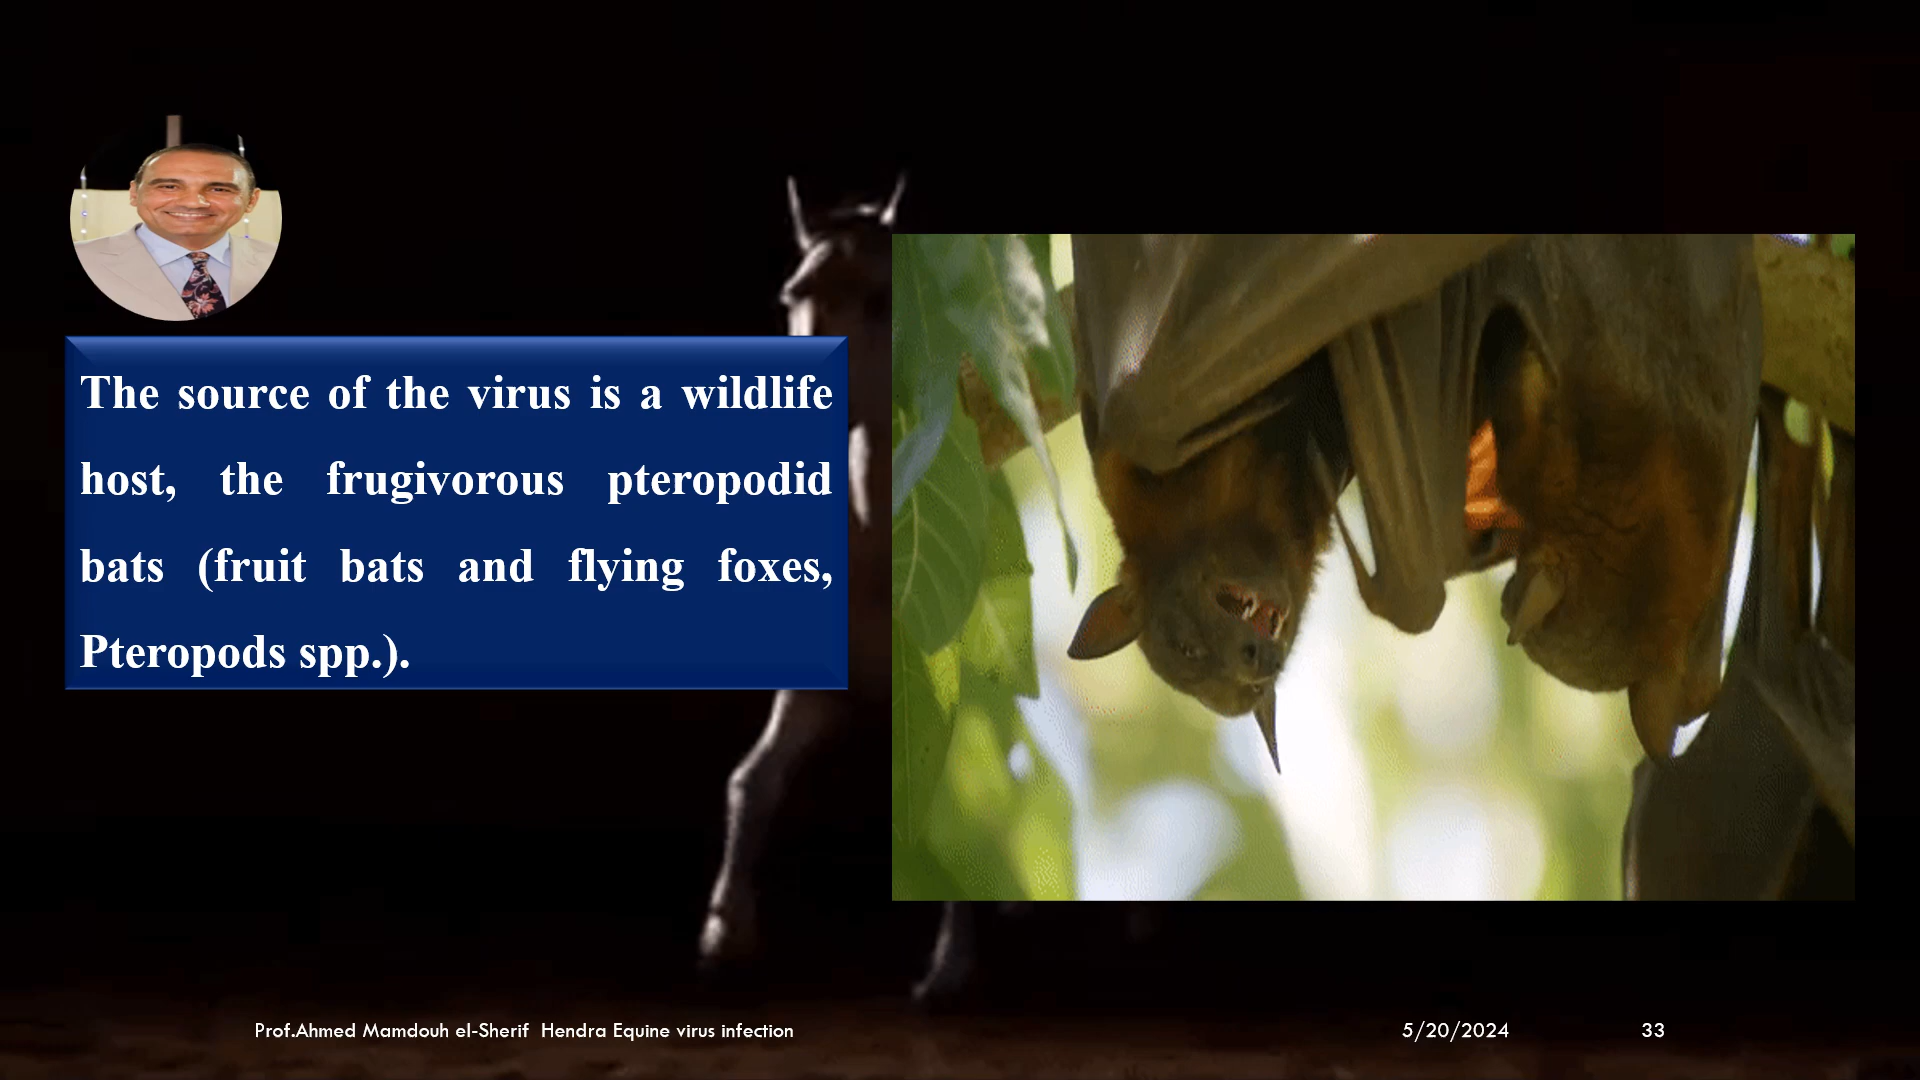 The source of the virus is a wildlife
host, the frugivorous pteropodid
bats (fruit bats and flying foxes,
Pteropods spp.).
Prof.Ahmed Mamdouh el-Sherif Hendra Equine virus infection
5/20/2024
33